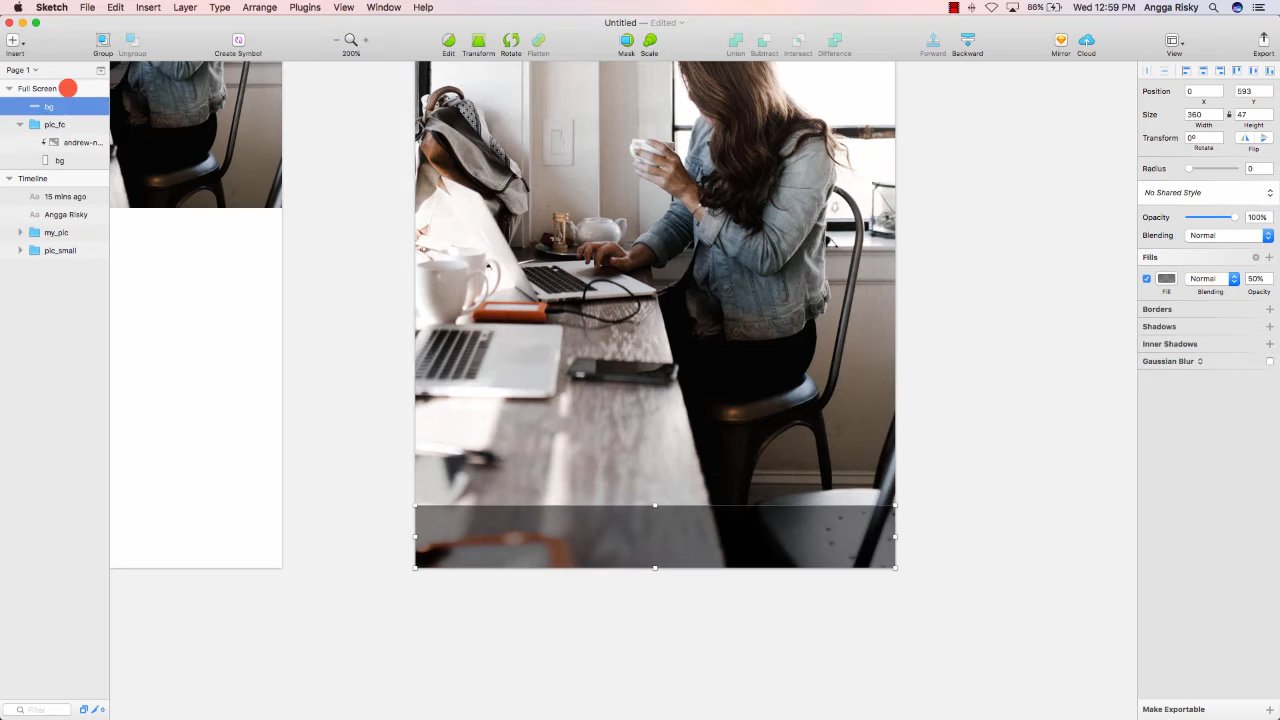 Sketch File Edit Insert Layer Type Arrange Plugins View Window Help 86% Wed 12:59 PM Angga Risky
Untitled — Edited
Insert Group Ungroup Create Symbol 200% Edit Transform Rotate Flatten Mask Scale Union Subtract Intersect Difference Forward Backward Mirror Cloud View Export
Page 1
Full Screen
bg
pic_fc
andrew-n...
bg
Timeline
Aa 15 mins ago
Aa Angga Risky
my_pic
pic_small
Filter
0
Position 0 593
X Y
Size 360 47
Width Height
Transform 0º
Rotate Flip
Radius 0
No Shared Style
Opacity 100%
Blending Normal
Fills
Normal 50%
Fill Blending Opacity
Borders
Shadows
Inner Shadows
Gaussian Blur
Make Exportable